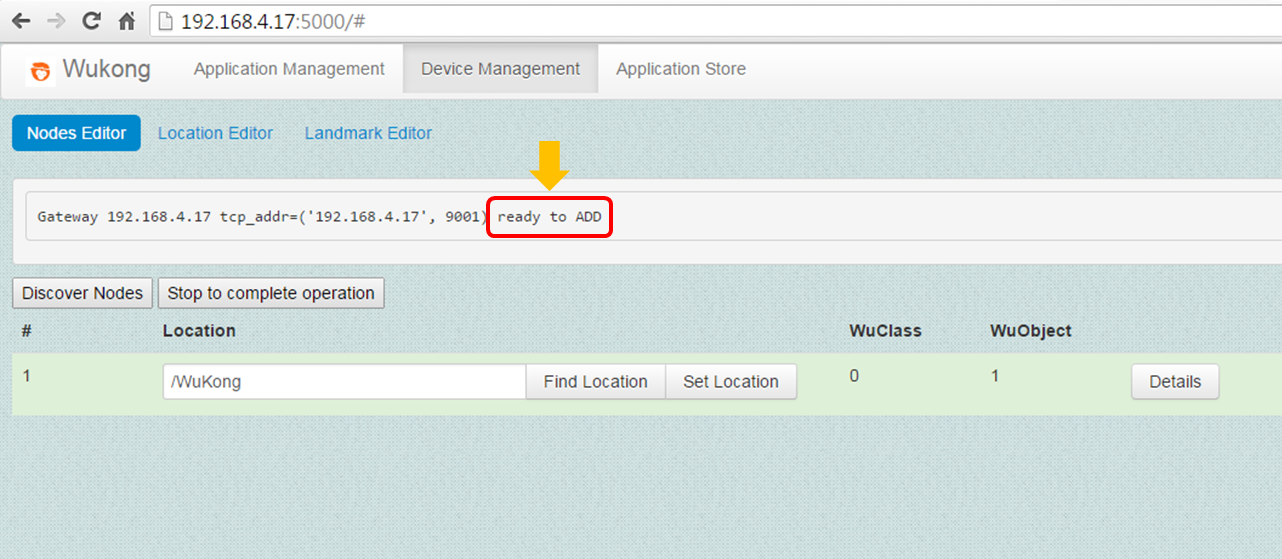 192.168.4.17:5000/#
Wukong Application Management Device Management Application Store
Nodes Editor Location Editor Landmark Editor
Gateway 192.168.4.17 tcp_addr=('192.168.4.17', 9001) ready to ADD
Discover Nodes Stop to complete operation
# Location WuClass WuObject
1 /WuKong Find Location Set Location 0 1 Details